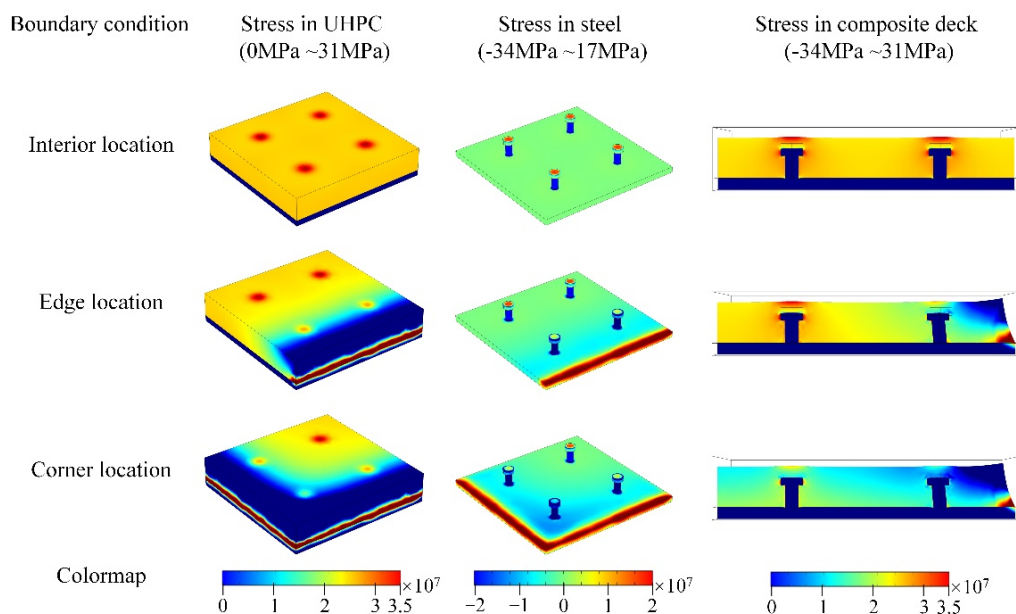 Boundary condition
Stress in UHPC
(0MPa ~31MPa)
Stress in steel
(-34MPa ~17MPa)
Stress in composite deck
(-34MPa ~31MPa)
Interior location
Edge location
Corner location
Colormap
×10⁷
0 1 2 3 3.5
×10⁷
−2 −1 0 1 2
×10⁷
0 1 2 3 3.5